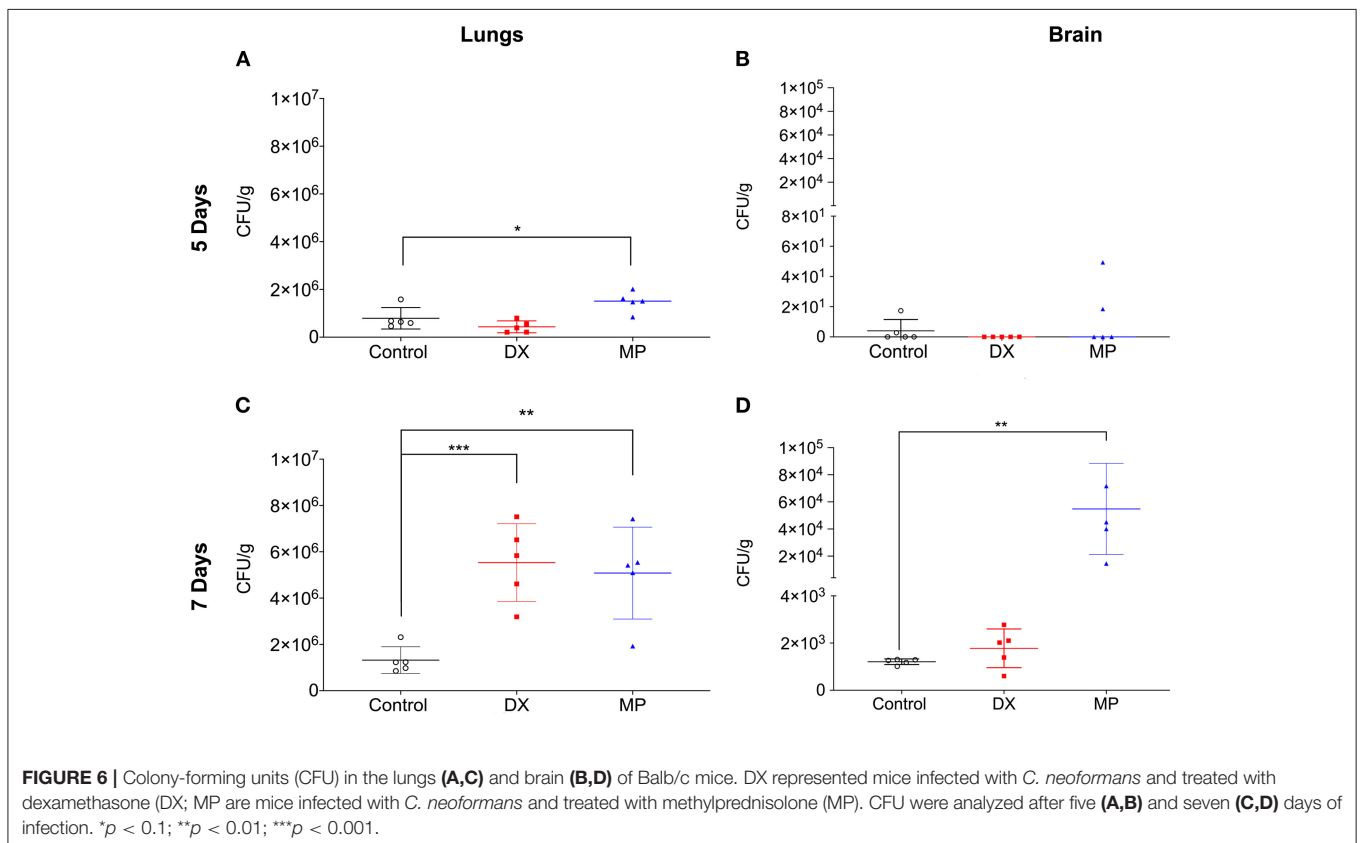 Lungs
Brain
A
B
5 Days
CFU/g
1×10⁷
8×10⁶
6×10⁶
4×10⁶
2×10⁶
0
*
Control DX MP
CFU/g
1×10⁵
8×10⁴
6×10⁴
4×10⁴
2×10⁴
8×10¹
6×10¹
4×10¹
2×10¹
0
Control DX MP
C
D
7 Days
CFU/g
1×10⁷
8×10⁶
6×10⁶
4×10⁶
2×10⁶
0
**
***
Control DX MP
CFU/g
1×10⁵
8×10⁴
6×10⁴
4×10⁴
2×10⁴
4×10³
2×10³
0
**
Control DX MP
FIGURE 6 | Colony-forming units (CFU) in the lungs (A,C) and brain (B,D) of Balb/c mice. DX represented mice infected with C. neoformans and treated with
dexamethasone (DX; MP are mice infected with C. neoformans and treated with methylprednisolone (MP). CFU were analyzed after five (A,B) and seven (C,D) days of
infection. *p < 0.1; **p < 0.01; ***p < 0.001.